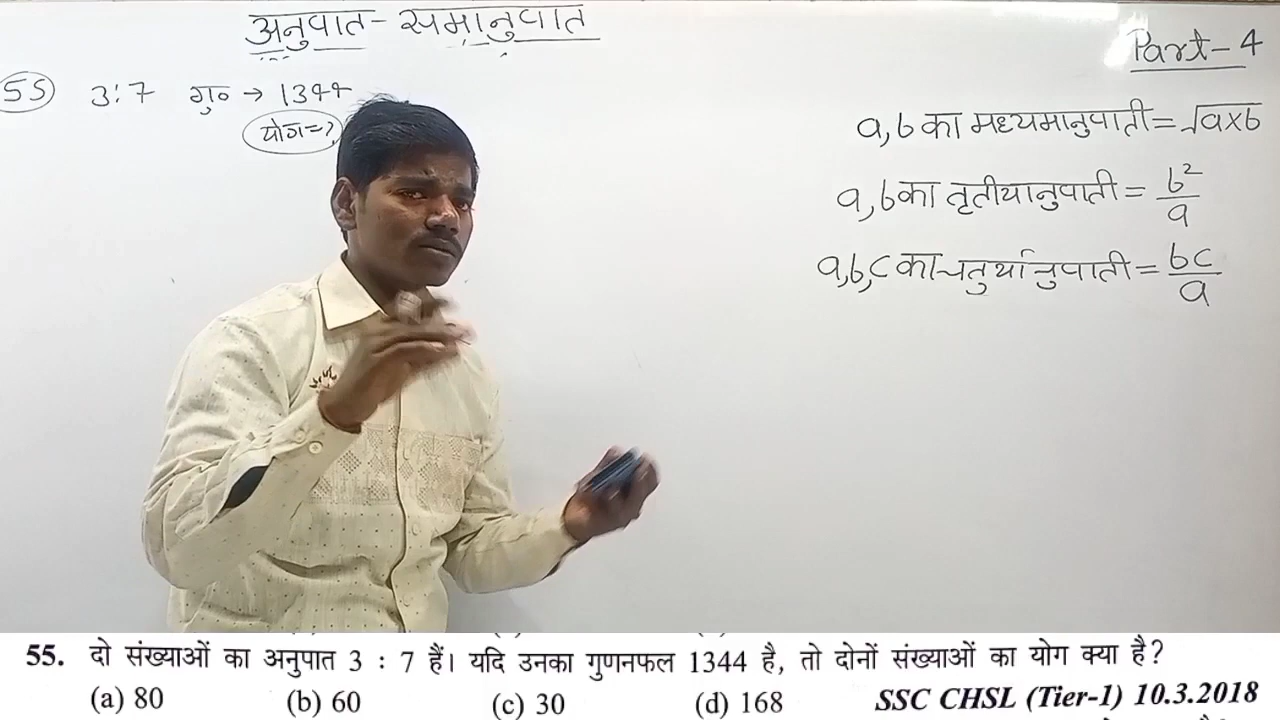 अनुपात - समानुपात
Part - 4
55 3:7 गु० → 1344
योग = ?
a, b का मध्यमानुपाती = √a×b
a, b का तृतीयानुपाती = b²/a
a, b, c का चतुर्थानुपाती = bc/a
55. दो संख्याओं का अनुपात 3 : 7 हैं। यदि उनका गुणनफल 1344 है, तो दोनों संख्याओं का योग क्या है?
(a) 80 (b) 60 (c) 30 (d) 168 SSC CHSL (Tier-1) 10.3.2018